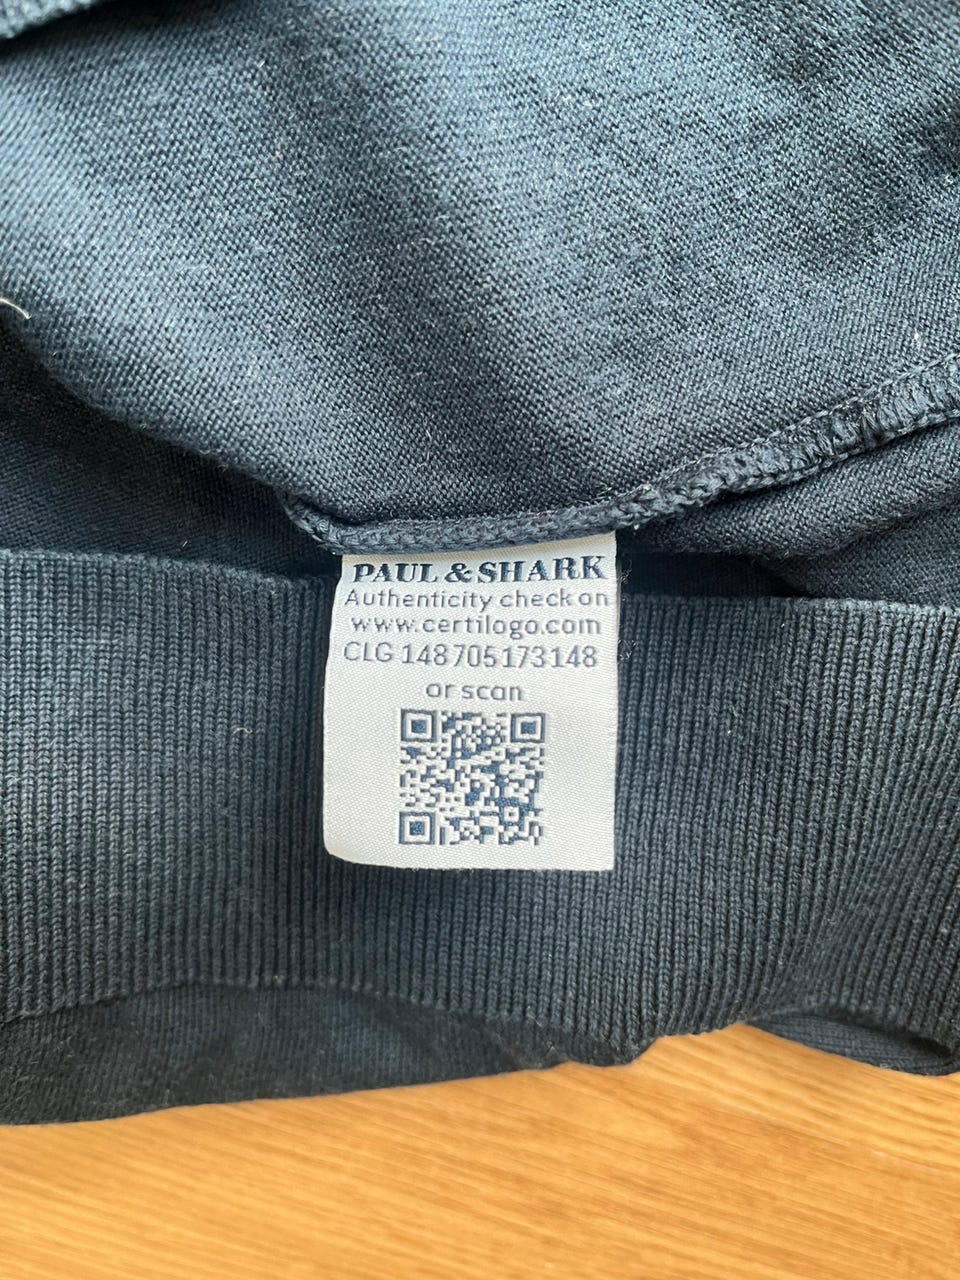 PAUL & SHARK
Authenticity check on
www.certilogo.com
CLG 148705173148
or scan